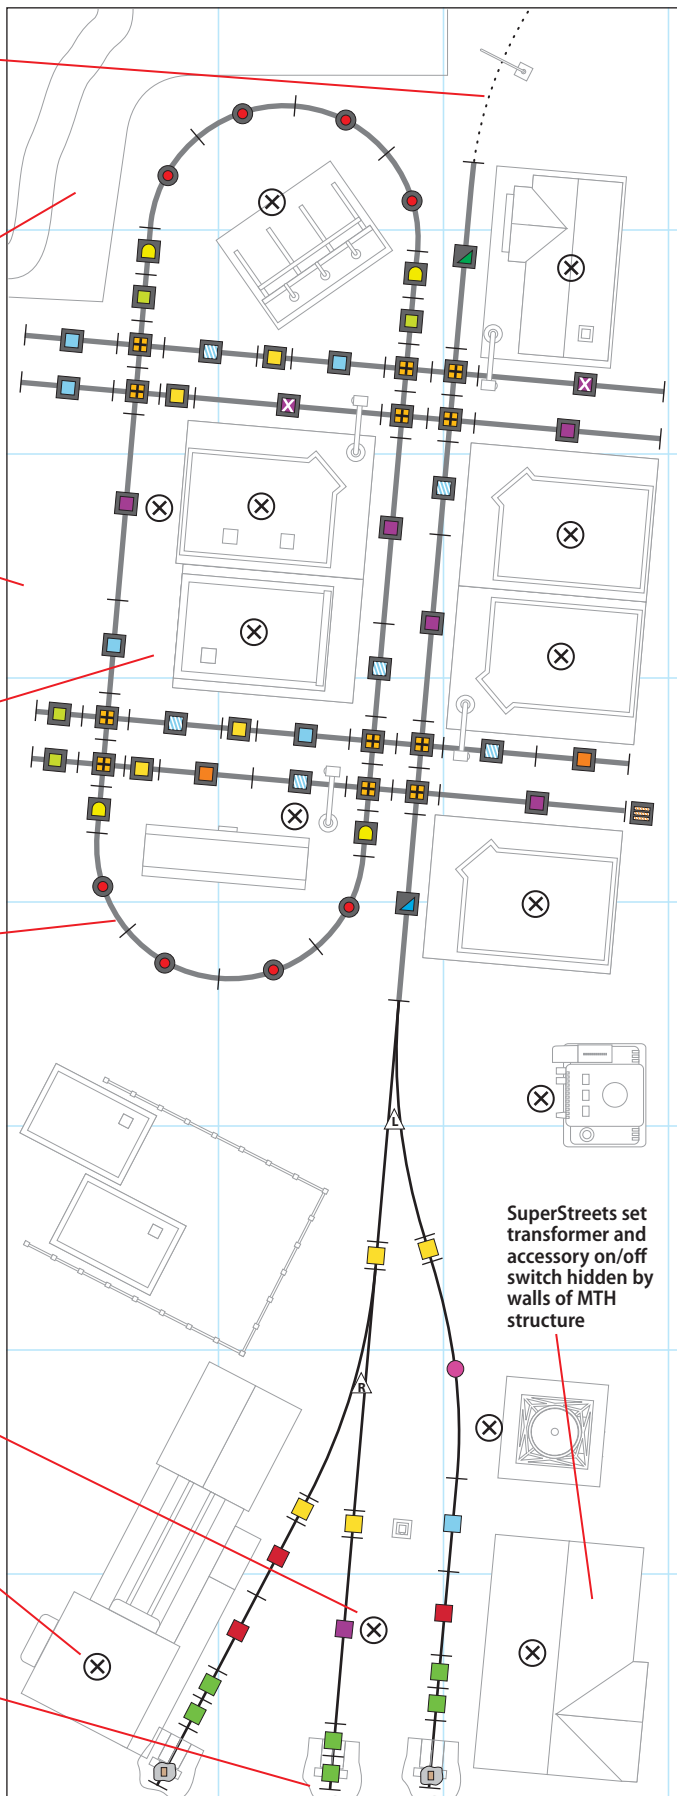 X
X
L
SuperStreets set
transformer and
accessory on/off
switch hidden by
walls of MTH
structure
R